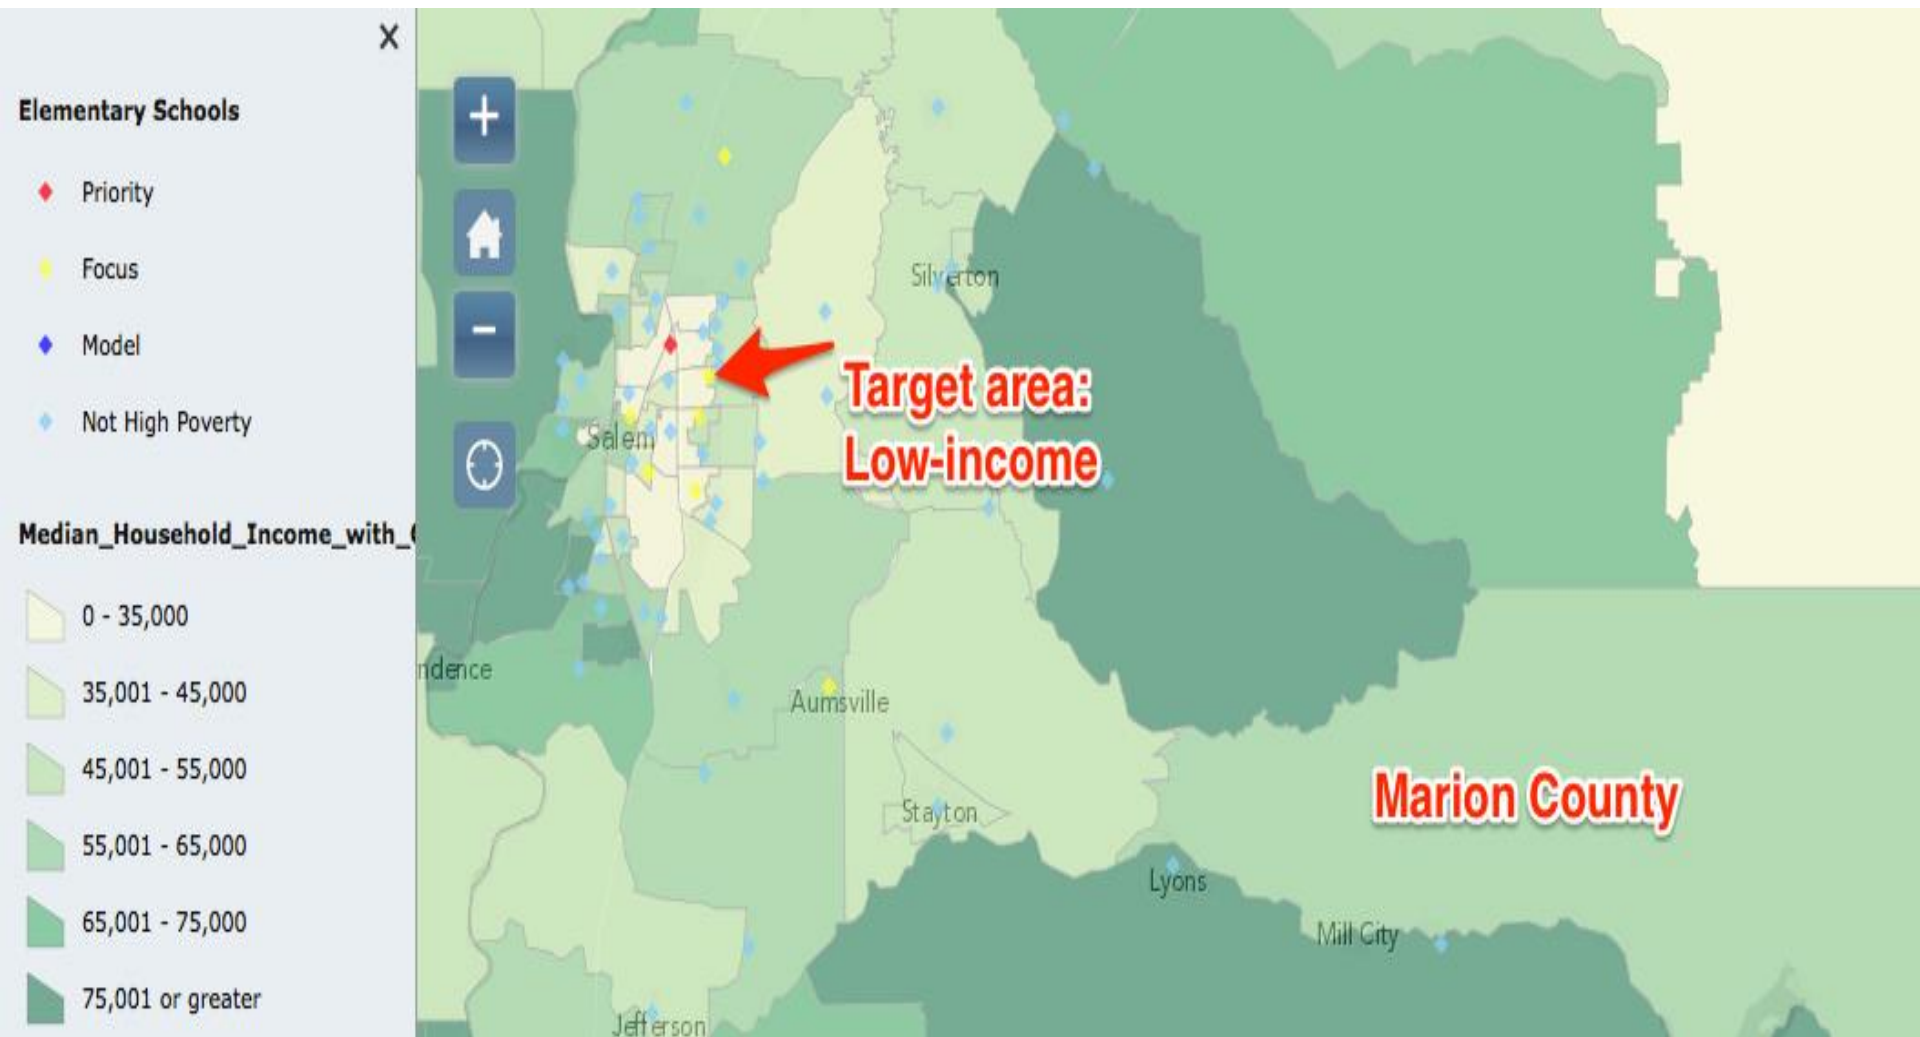 X
Elementary Schools
Priority
Focus
Model
Not High Poverty
Median_Household_Income_with_
0 - 35,000
35,001 - 45,000
45,001 - 55,000
55,001 - 65,000
65,001 - 75,000
75,001 or greater
+
−
Silverton
Target area:
Low-income
Salem
ndence
Aumsville
Marion County
Stayton
Lyons
Mill City
Jefferson